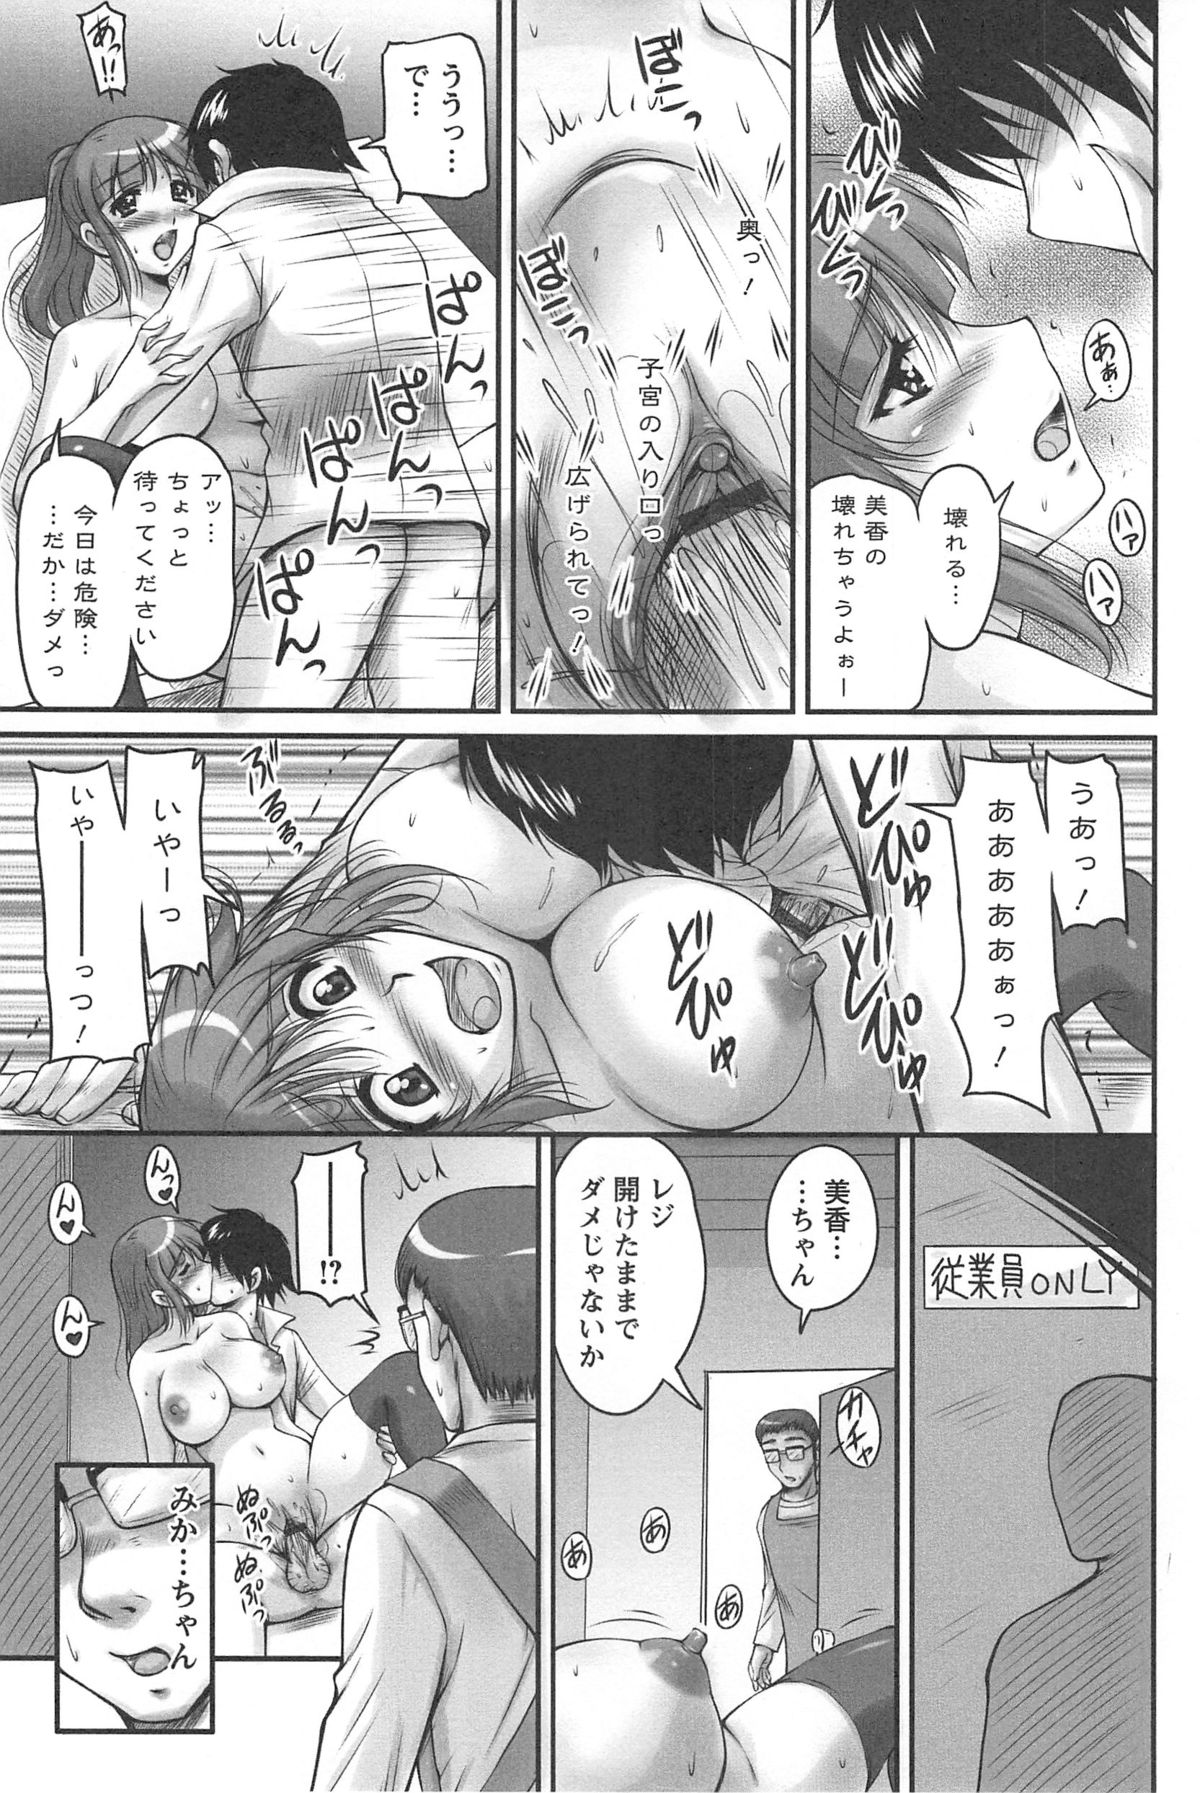 びくっ
びくっ
あぁ…
ハァ
ハァ
壊れる…
美香の
壊れちゃうよぉー
ばこっ
ばこっ
奥っ！
子宮の入り口っ
広げられてっ！
ううっ…
で…
あっ!!
ぱんっ
ぱんっ
ぱんっ
ぱんっ
アッ…
ちょっと
待ってください
今日は危険…
…だか…ダメっ
うあっ！
ああああああぁっ！
どぴゅ
どぴゅ
どぴゅ
ぶるるっ
いやーっ
いやーーーっっ！
従業員ONLY
美香…
…ちゃん
レジ
開けたままで
ダメじゃないか
ガチャ
あ
あ
あ
――!?
んっ♥
ん♥
ん♥
ぬぷっ
ぬぷっ
みか…ちゃん